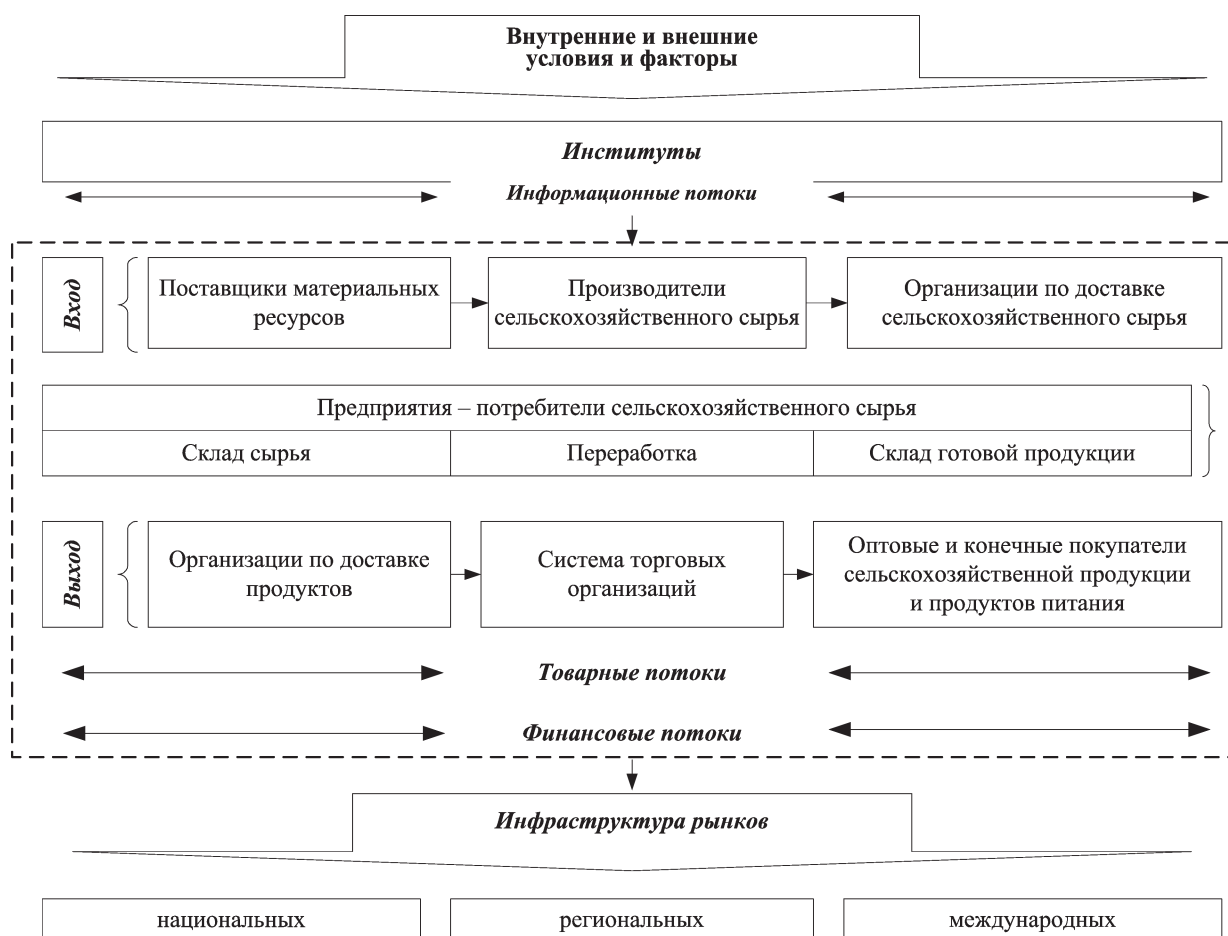 Внутренние и внешние
условия и факторы
Институты
Информационные потоки
Вход
Поставщики материальных
ресурсов
Производители
сельскохозяйственного сырья
Организации по доставке
сельскохозяйственного сырья
Предприятия – потребители сельскохозяйственного сырья
Склад сырья
Переработка
Склад готовой продукции
Выход
Организации по доставке
продуктов
Система торговых
организаций
Оптовые и конечные покупатели
сельскохозяйственной продукции
и продуктов питания
Товарные потоки
Финансовые потоки
Инфраструктура рынков
национальных
региональных
международных